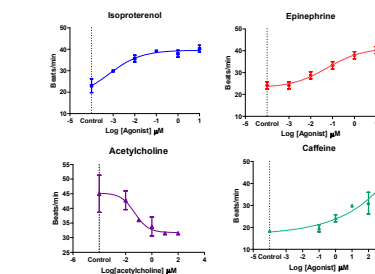 Isoproterenol
50
40
30
20
10
Beats/min
-5 Control -3 -2 -1 0 1
Log [Agonist] µM
Epinephrine
50
40
30
20
10
Beats/min
-5 Control -3 -2 -1 0 1
Log [Agonist] µM
Acetylcholine
55
50
45
40
35
30
25
Beats/min
-6 Control -2 0 2 4
Log[acetylcholine] µM
Caffeine
50
40
30
20
10
Beats/min
-5 Control -3 -2 -1 0 1 2
Log [Agonist] µM